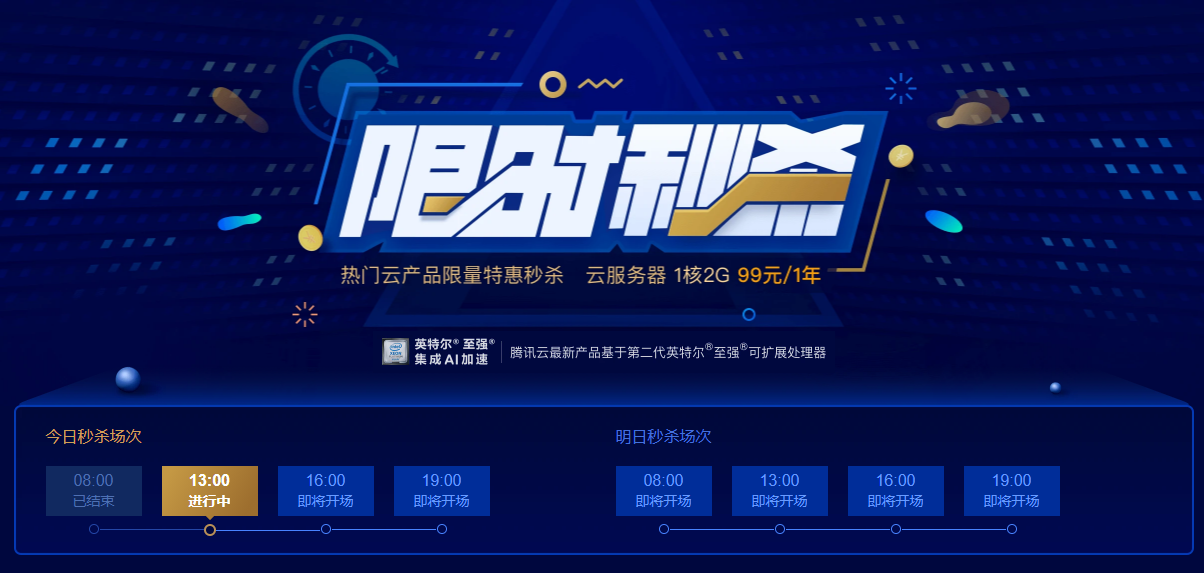 限时秒杀
热门云产品限量特惠秒杀 云服务器 1核2G 99元/1年
英特尔® 至强®
集成AI加速
腾讯云最新产品基于第二代英特尔®至强®可扩展处理器
今日秒杀场次
08:00
已结束
13:00
进行中
16:00
即将开场
19:00
即将开场
明日秒杀场次
08:00
即将开场
13:00
即将开场
16:00
即将开场
19:00
即将开场